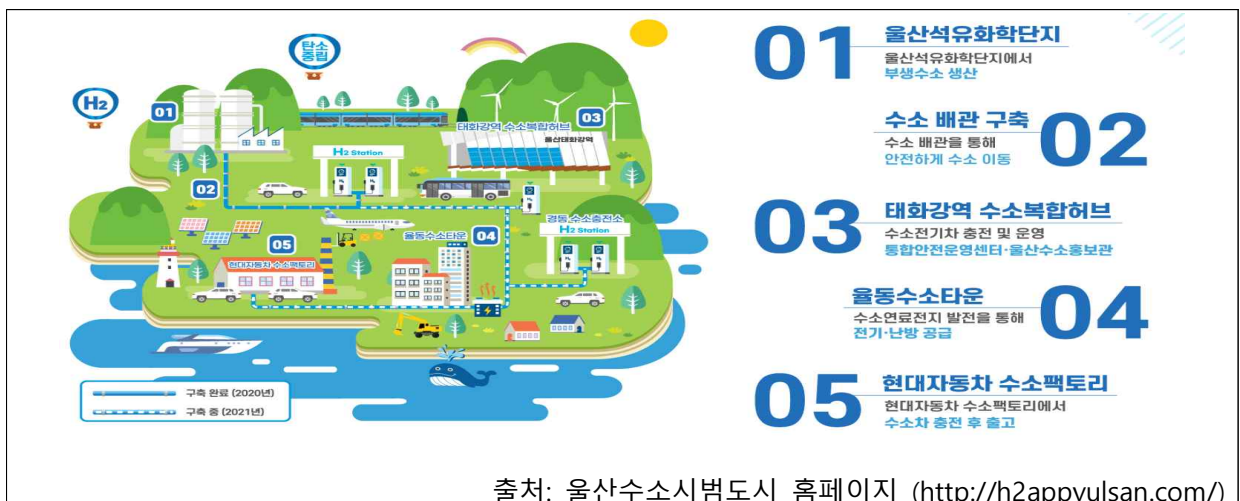 탄소
중립
H2
01
태화강역 수소복합허브
03
울산태화강역
H2 Station
02
경동 수소충전소
H2 Station
율동수소타운
04
05
현대자동차 수소팩토리
구축 완료 (2020년)
구축 중 (2021년)
01
울산석유화학단지
울산석유화학단지에서
부생수소 생산
수소 배관 구축
수소 배관을 통해
안전하게 수소 이동
02
03
태화강역 수소복합허브
수소전기차 충전 및 운영
통합안전운영센터·울산수소홍보관
율동수소타운
수소연료전지 발전을 통해
전기·난방 공급
04
05
현대자동차 수소팩토리
현대자동차 수소팩토리에서
수소차 충전 후 출고
출처: 울산수소시범도시 홈페이지 (http://h2appyulsan.com/)